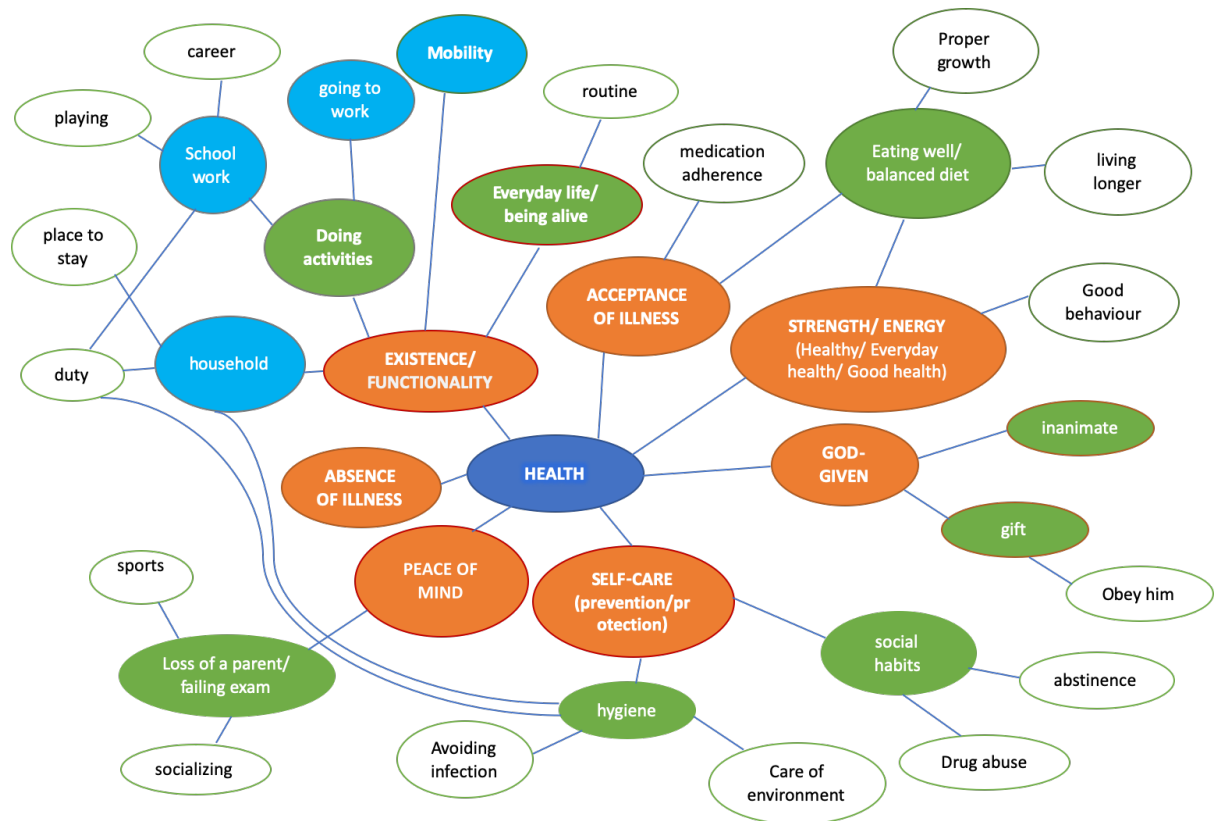 career
Mobility
Proper
growth
going to
work
routine
playing
School
work
medication
adherence
Eating well/
balanced diet
living
longer
Everyday life/
being alive
place to
stay
Doing
activities
ACCEPTANCE
OF ILLNESS
Good
behaviour
STRENGTH/ ENERGY
(Healthy/ Everyday
health/ Good health)
duty
household
EXISTENCE/
FUNCTIONALITY
inanimate
GOD-
GIVEN
HEALTH
ABSENCE
OF ILLNESS
gift
sports
PEACE OF
MIND
SELF-CARE
(prevention/pr
otection)
Obey him
Loss of a parent/
failing exam
social
habits
abstinence
hygiene
Avoiding
infection
Drug abuse
socializing
Care of
environment